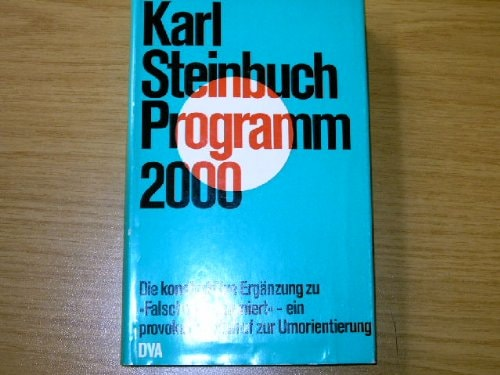 Karl
Steinbuch
Programm
2000
Die Ergänzung zu
– ein
zur Umorientierung
DVA